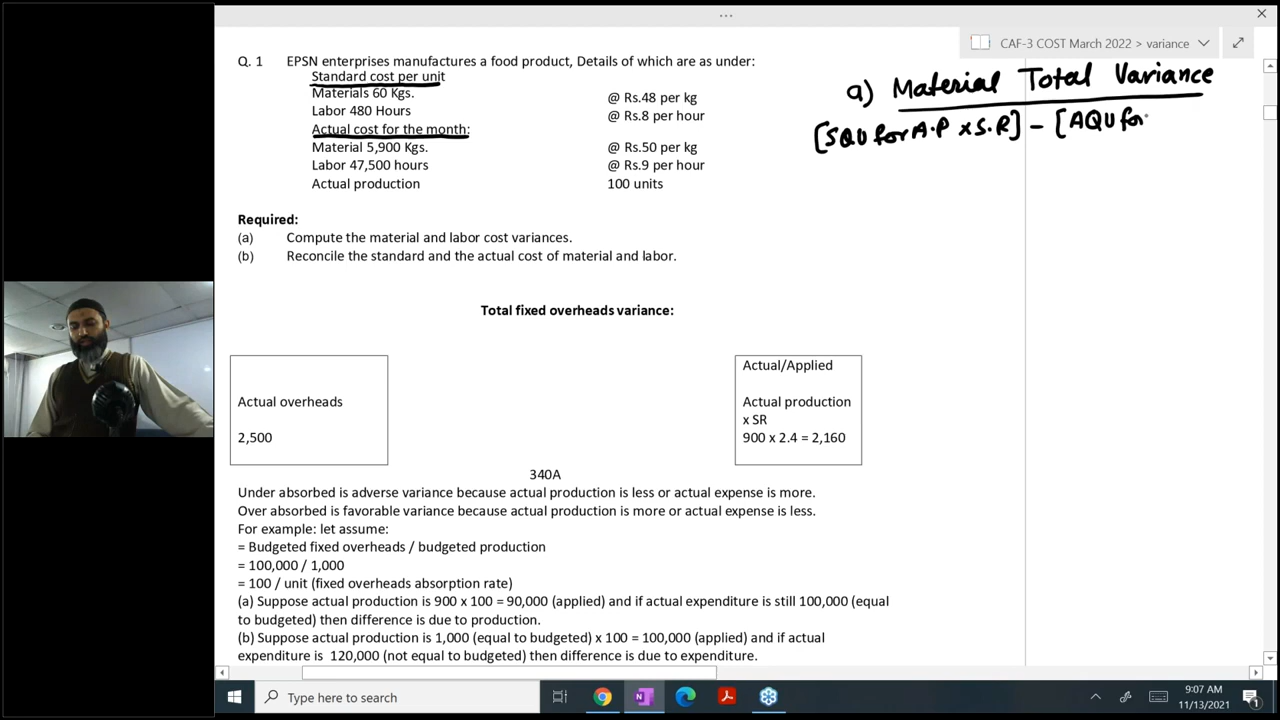 CAF-3 COST March 2022 > variance
Q. 1 EPSN enterprises manufactures a food product, Details of which are as under:
Standard cost per unit
Materials 60 Kgs. @ Rs.48 per kg
Labor 480 Hours @ Rs.8 per hour
Actual cost for the month:
Material 5,900 Kgs. @ Rs.50 per kg
Labor 47,500 hours @ Rs.9 per hour
Actual production 100 units
a) Material Total Variance
[SQU for A.P x S.R] - [AQU for
Required:
(a) Compute the material and labor cost variances.
(b) Reconcile the standard and the actual cost of material and labor.
Total fixed overheads variance:
Actual overheads
2,500
Actual/Applied
Actual production
x SR
900 x 2.4 = 2,160
340A
Under absorbed is adverse variance because actual production is less or actual expense is more.
Over absorbed is favorable variance because actual production is more or actual expense is less.
For example: let assume:
= Budgeted fixed overheads / budgeted production
= 100,000 / 1,000
= 100 / unit (fixed overheads absorption rate)
(a) Suppose actual production is 900 x 100 = 90,000 (applied) and if actual expenditure is still 100,000 (equal
to budgeted) then difference is due to production.
(b) Suppose actual production is 1,000 (equal to budgeted) x 100 = 100,000 (applied) and if actual
expenditure is 120,000 (not equal to budgeted) then difference is due to expenditure.
Type here to search
9:07 AM
11/13/2021